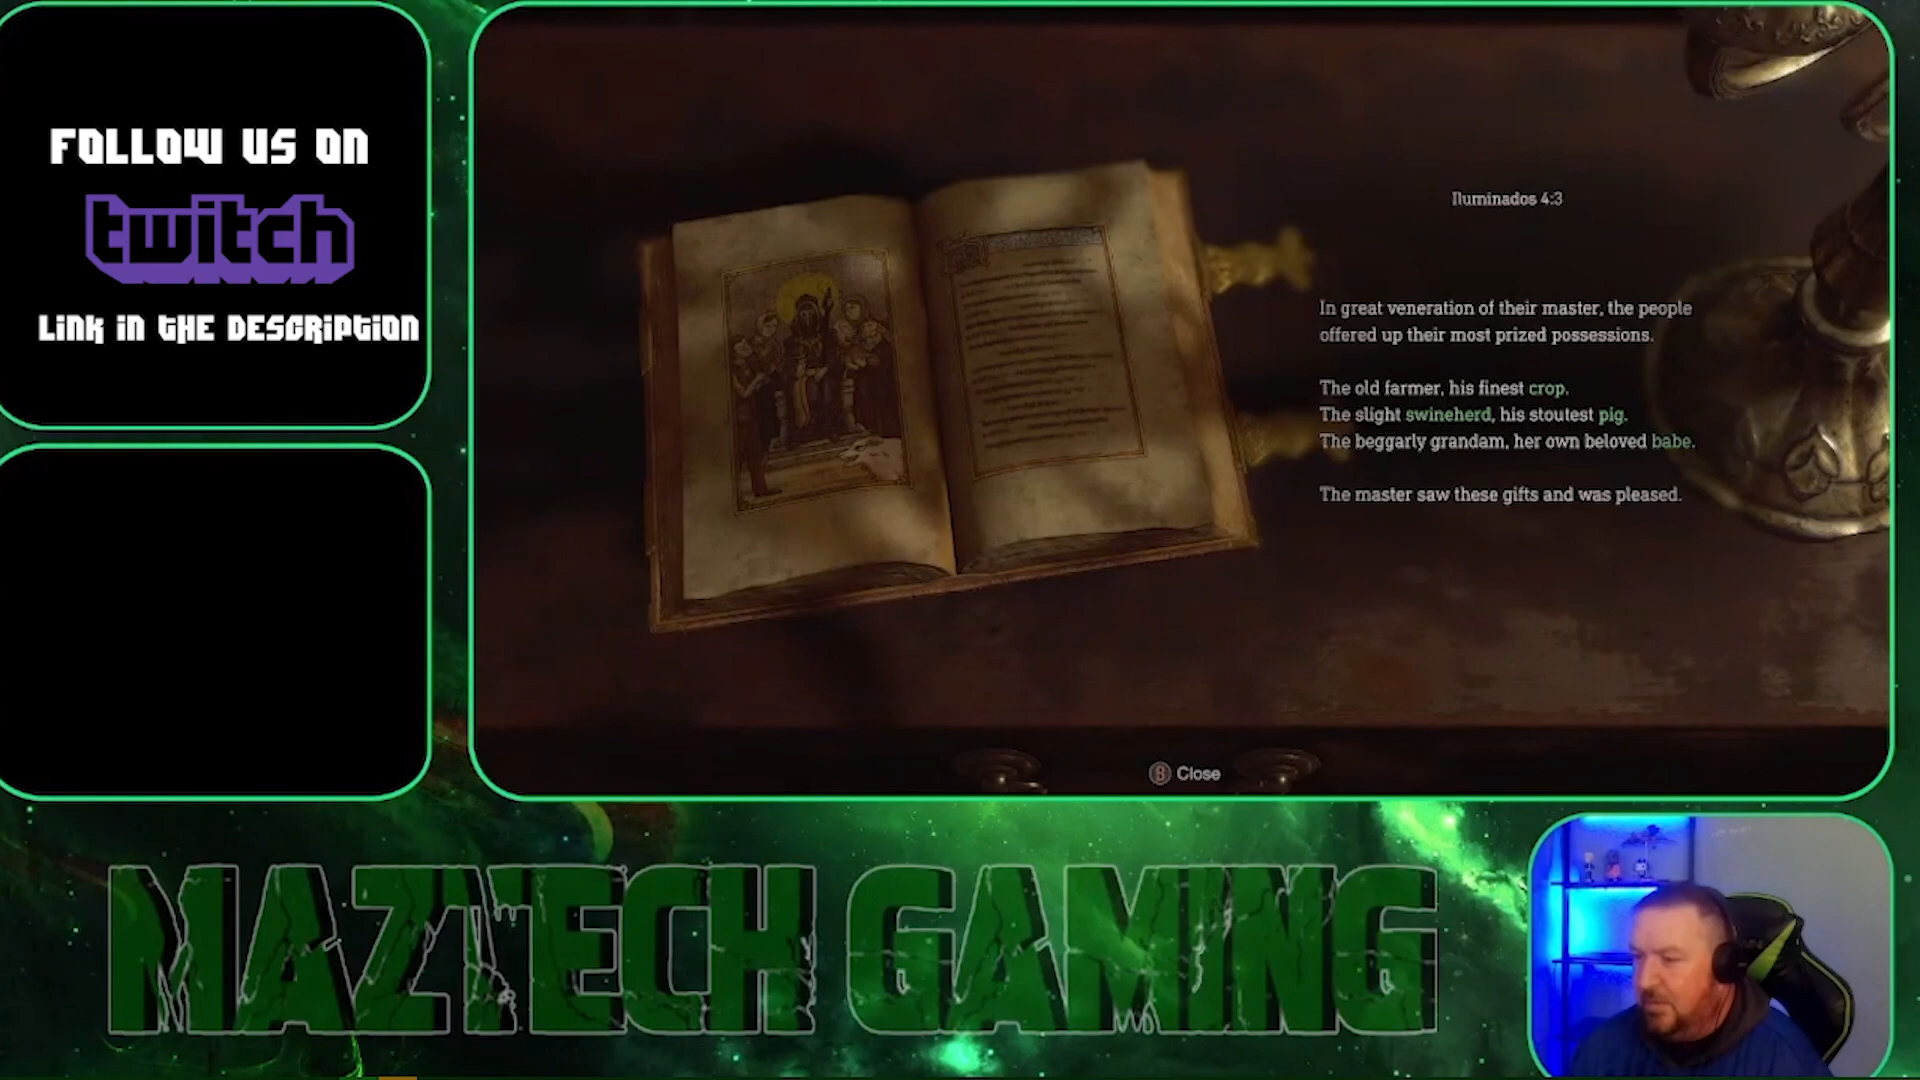 FOLLOW US ON
twitch
LINK IN THE DESCRIPTION
Iluminados 4:3
In great veneration of their master, the people
offered up their most prized possessions.
The old farmer, his finest crop.
The slight swineherd, his stoutest pig.
The beggarly grandam, her own beloved babe.
The master saw these gifts and was pleased.
B Close
MAZTECH GAMING